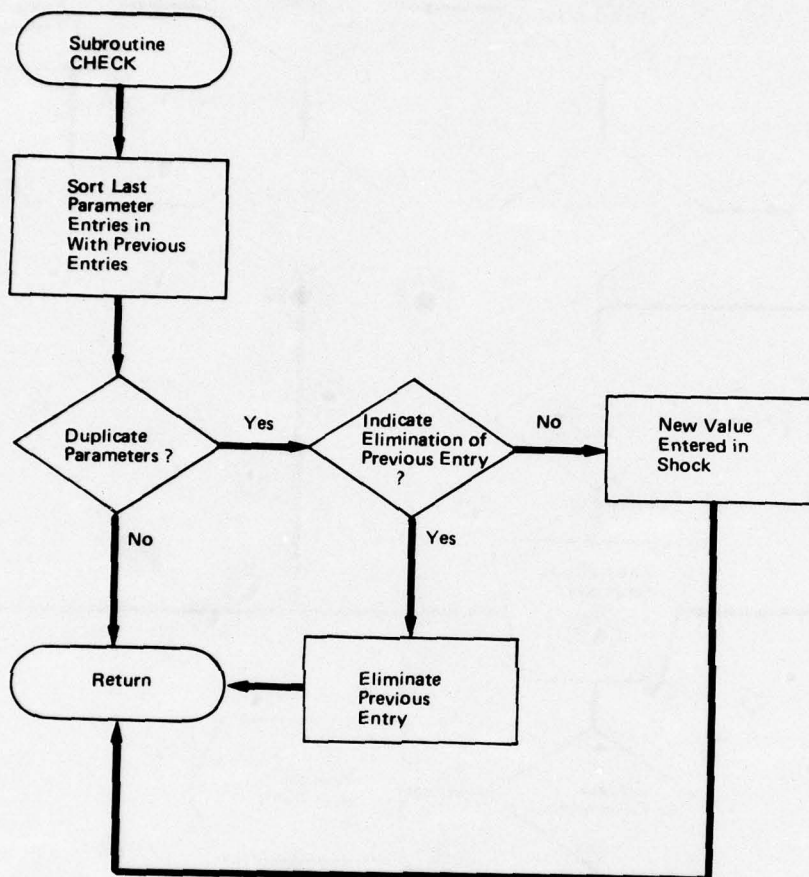 Subroutine
CHECK
Sort Last
Parameter
Entries in
With Previous
Entries
Duplicate
Parameters ?
Yes
Indicate
Elimination of
Previous Entry
?
No
New Value
Entered in
Shock
No
Yes
Return
Eliminate
Previous
Entry